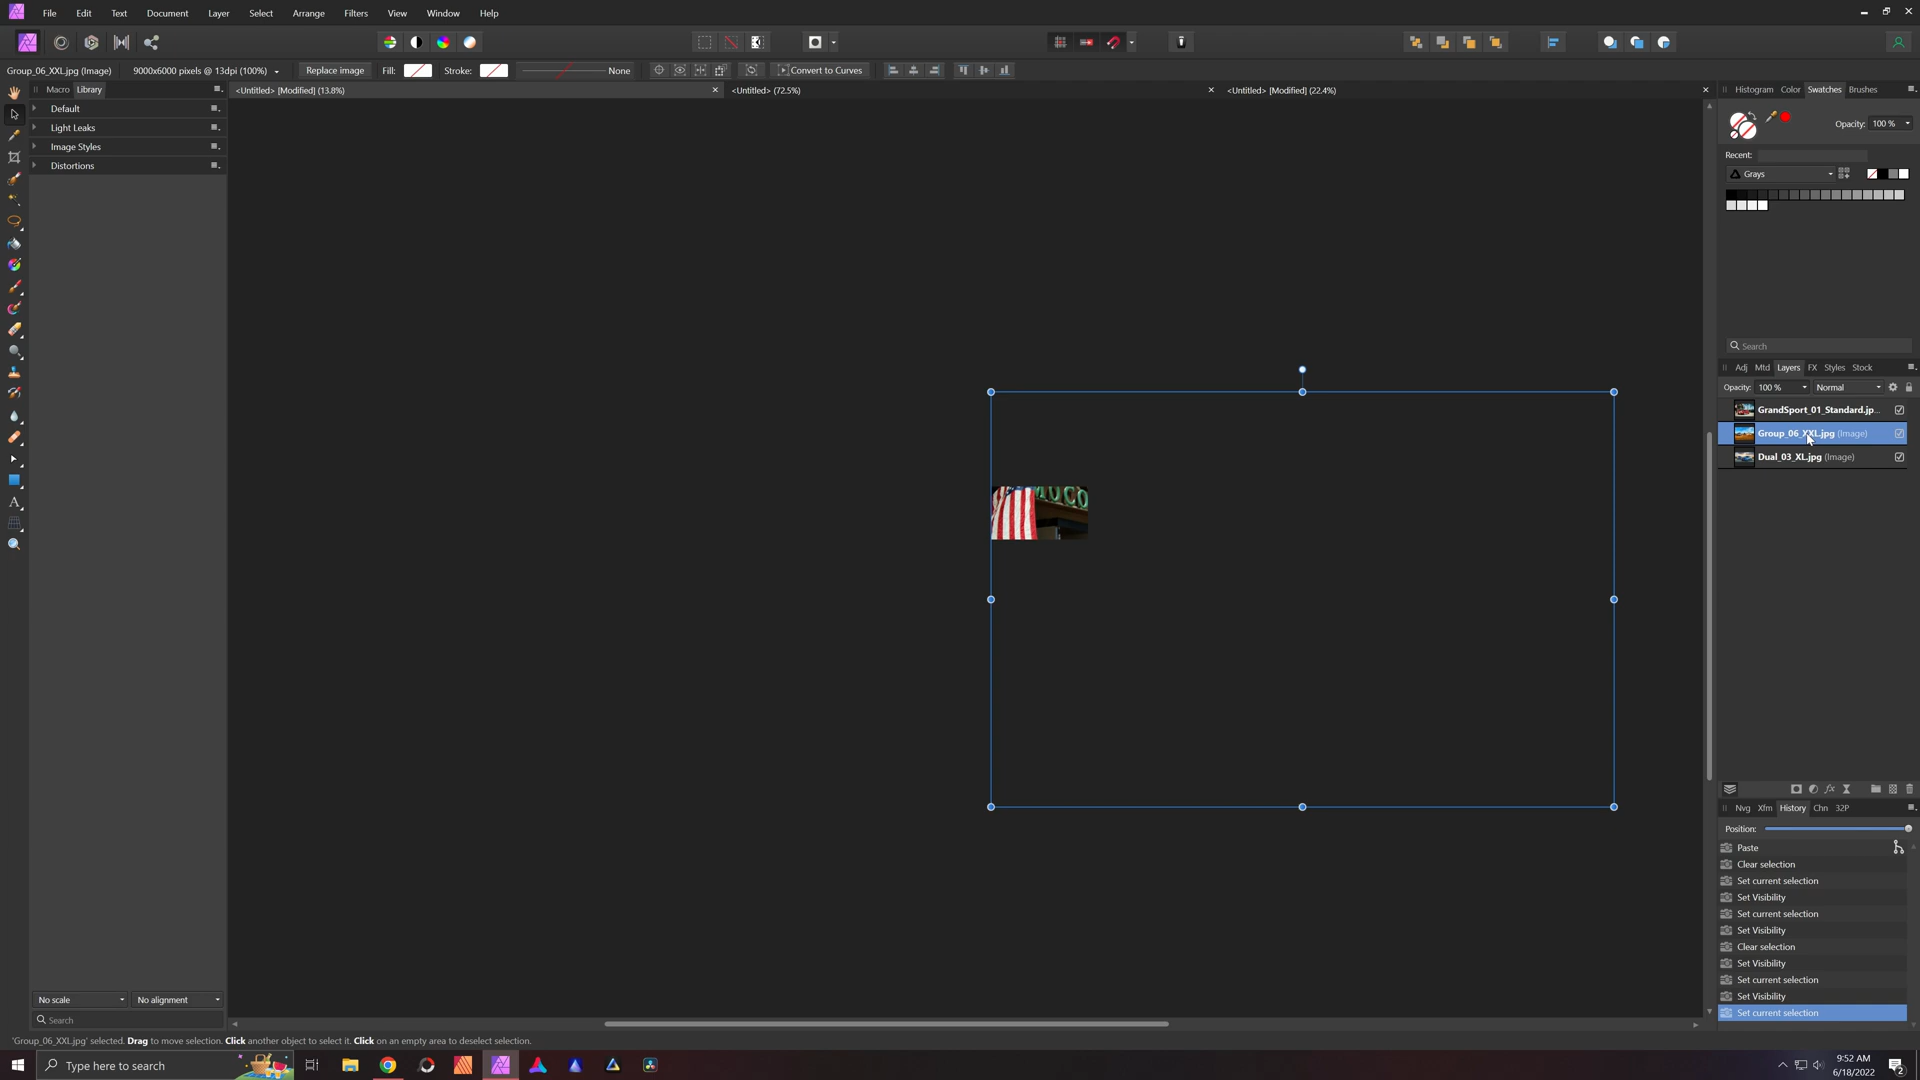 File Edit Text Document Layer Select Arrange Filters View Window Help
Group_06_XXL.jpg (Image) 9000x6000 pixels @ 13dpi (100%) Replace image Fill: Stroke: None Convert to Curves
Macro Library
<Untitled> [Modified] (13.8%) <Untitled> (72.5%) <Untitled> [Modified] (22.4%)
Histogram Color Swatches Brushes
Default
Light Leaks
Image Styles
Distortions
Opacity: 100 %
Recent:
Grays
Search
Adj Mtd Layers FX Styles Stock
Opacity: 100 % Normal
GrandSport_01_Standard.jp...
Group_06_XXL.jpg (Image)
Dual_03_XL.jpg (Image)
MOCO
Nvg Xfm History Chn 32P
Position:
Paste
Clear selection
Set current selection
Set Visibility
Set current selection
Set Visibility
Clear selection
Set Visibility
Set current selection
Set Visibility
Set current selection
No scale No alignment
Search
'Group_06_XXL.jpg' selected. Drag to move selection. Click another object to select it. Click on an empty area to deselect selection.
Type here to search
9:52 AM
6/18/2022
2